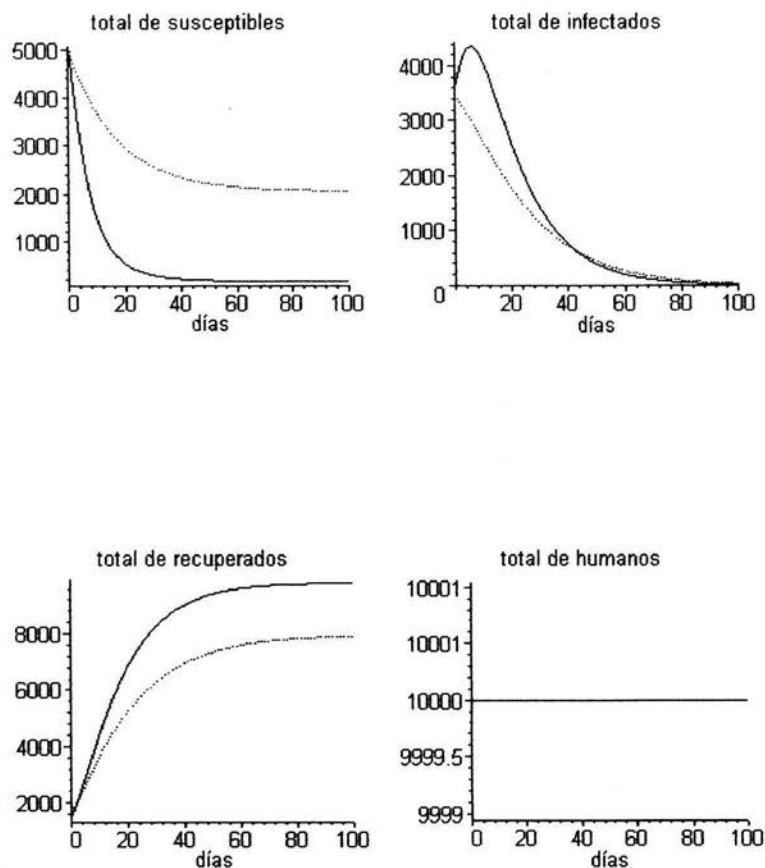 total de susceptibles
5000
4000
3000
2000
1000
0 20 40 60 80 100
días
total de infectados
4000
3000
2000
1000
0
20 40 60 80 100
días
total de recuperados
8000
6000
4000
2000
0 20 40 60 80 100
días
total de humanos
10001
10001
10000
9999.5
9999
0 20 40 60 80 100
días